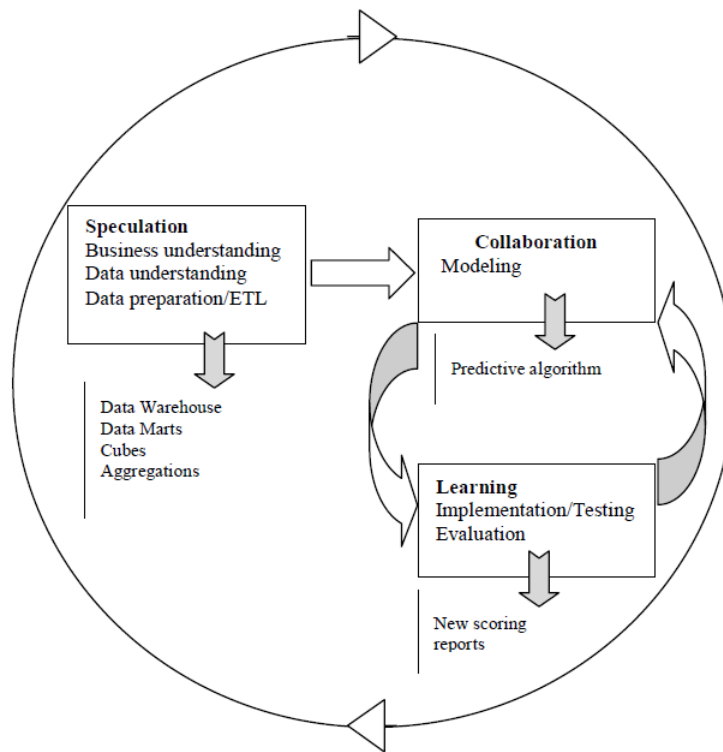 Speculation
Business understanding
Data understanding
Data preparation/ETL
Data Warehouse
Data Marts
Cubes
Aggregations
Collaboration
Modeling
Predictive algorithm
Learning
Implementation/Testing
Evaluation
New scoring
reports